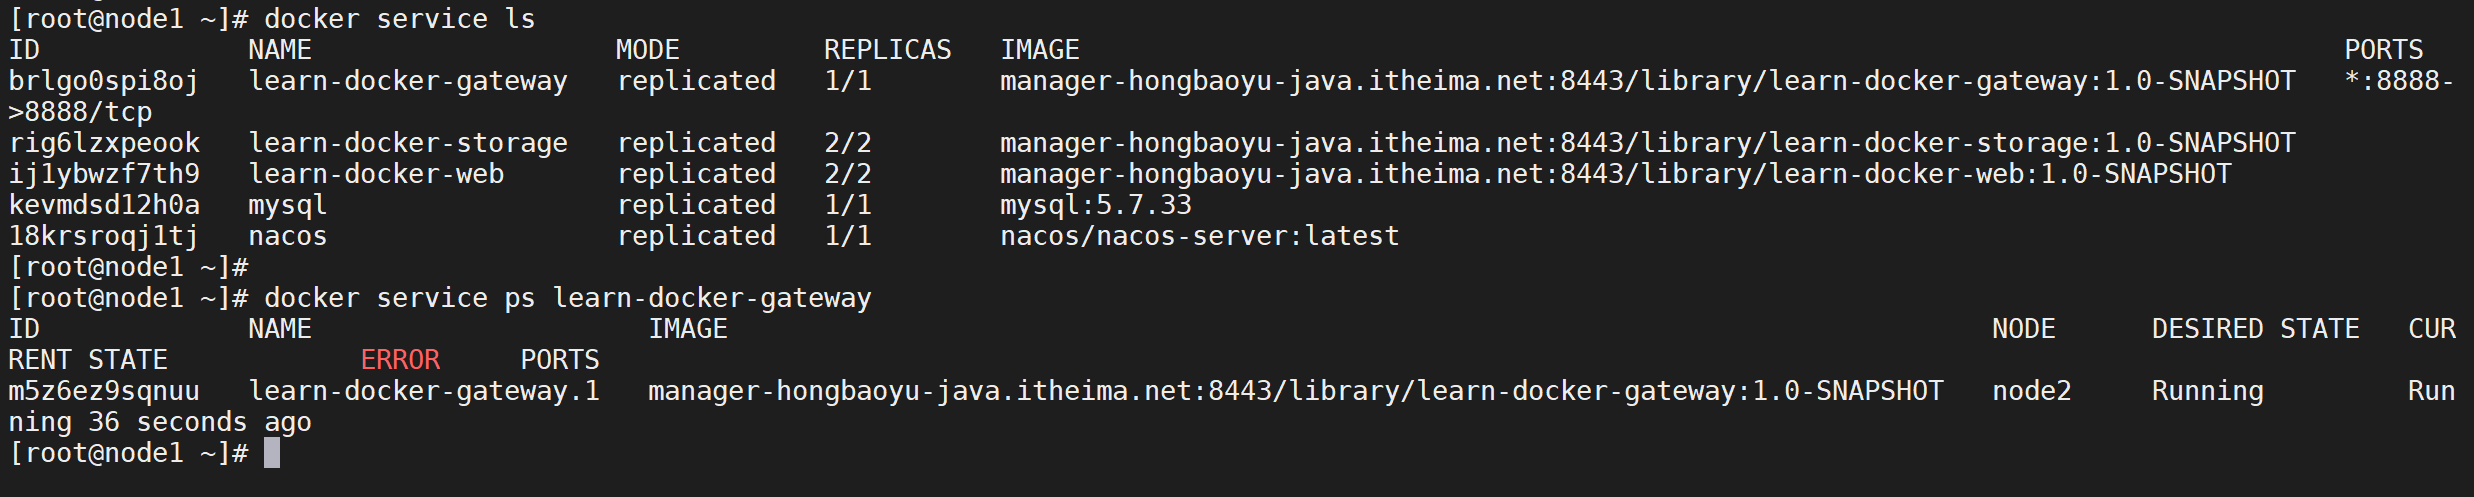 [root@node1 ~]# docker service ls
ID             NAME                   MODE         REPLICAS   IMAGE                                                                               PORTS
brlgo0spi8oj   learn-docker-gateway   replicated   1/1        manager-hongbaoyu-java.itheima.net:8443/library/learn-docker-gateway:1.0-SNAPSHOT   *:8888-
>8888/tcp
rig6lzxpeook   learn-docker-storage   replicated   2/2        manager-hongbaoyu-java.itheima.net:8443/library/learn-docker-storage:1.0-SNAPSHOT
ij1ybwzf7th9   learn-docker-web       replicated   2/2        manager-hongbaoyu-java.itheima.net:8443/library/learn-docker-web:1.0-SNAPSHOT
kevmdsd12h0a   mysql                  replicated   1/1        mysql:5.7.33
18krsroqj1tj   nacos                  replicated   1/1        nacos/nacos-server:latest
[root@node1 ~]#
[root@node1 ~]# docker service ps learn-docker-gateway
ID             NAME                     IMAGE                                                                               NODE      DESIRED STATE   CUR
RENT STATE            ERROR     PORTS
m5z6ez9sqnuu   learn-docker-gateway.1   manager-hongbaoyu-java.itheima.net:8443/library/learn-docker-gateway:1.0-SNAPSHOT   node2     Running         Run
ning 36 seconds ago
[root@node1 ~]#